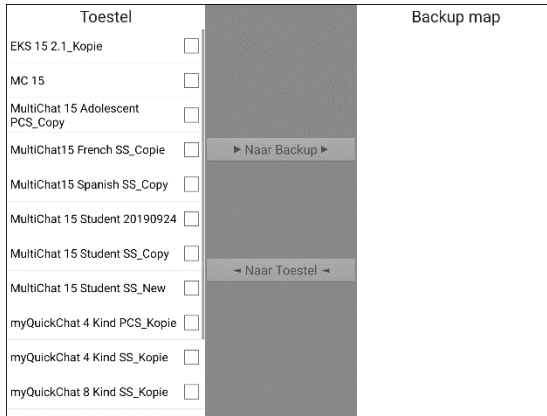 Toestel
EKS 15 2.1_Kopie
MC 15
MultiChat 15 Adolescent
PCS_Copy
MultiChat15 French SS_Copie
MultiChat15 Spanish SS_Copy
MultiChat 15 Student 20190924
MultiChat 15 Student SS_Copy
MultiChat 15 Student SS_New
myQuickChat 4 Kind PCS_Kopie
myQuickChat 4 Kind SS_Kopie
myQuickChat 8 Kind SS_Kopie
► Naar Backup ►
◄ Naar Toestel ◄
Backup map